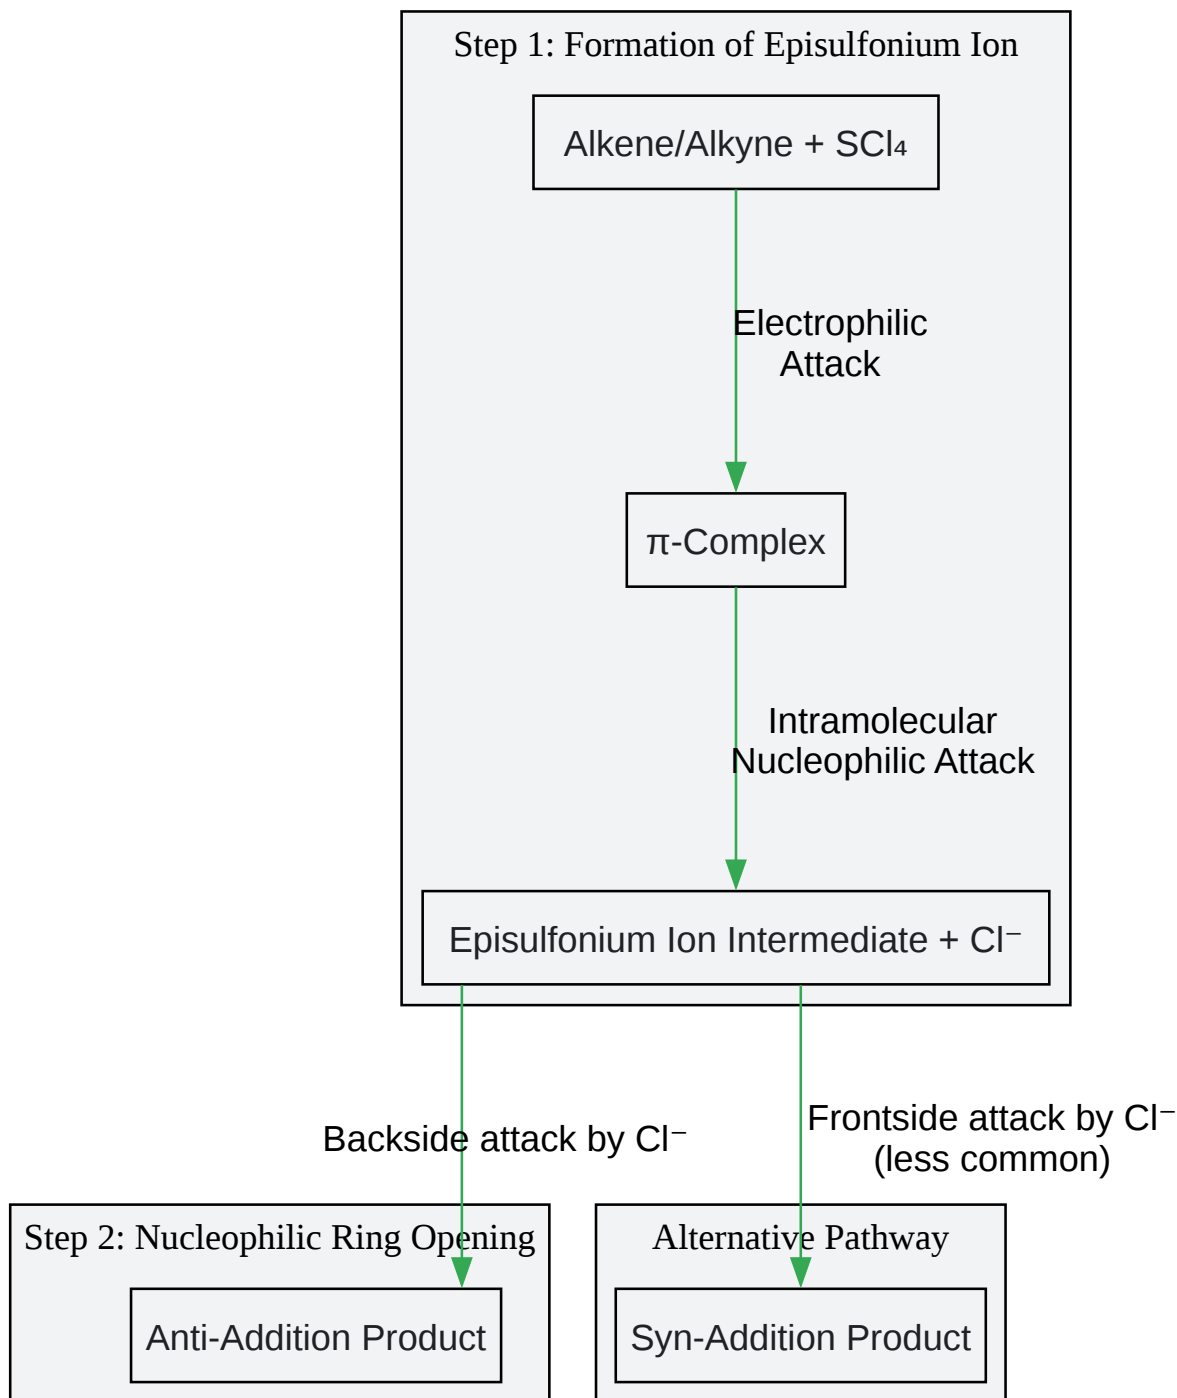 Step 1: Formation of Episulfonium Ion
Alkene/Alkyne + SCl₄
Electrophilic
Attack
π-Complex
Intramolecular
Nucleophilic Attack
Episulfonium Ion Intermediate + Cl⁻
Backside attack by Cl⁻
Frontside attack by Cl⁻
(less common)
Step 2: Nucleophilic Ring Opening
Anti-Addition Product
Alternative Pathway
Syn-Addition Product